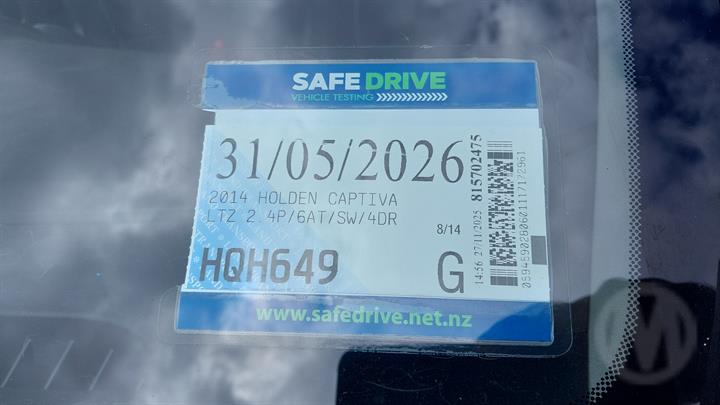 SAFE DRIVE
VEHICLE TESTING
31/05/2026
2014 HOLDEN CAPTIVA
LTZ 2.4P/6AT/SW/4DR
8/14
HQH649
G
14:56 27/11/2025 815702475
www.safedrive.net.nz
M